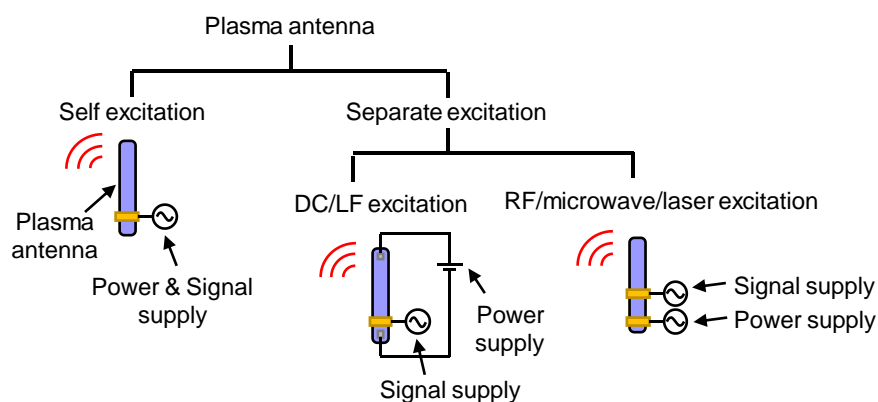 Plasma antenna
Self excitation
Separate excitation
Plasma
antenna
Power & Signal
supply
DC/LF excitation
Power
supply
Signal supply
RF/microwave/laser excitation
Signal supply
Power supply